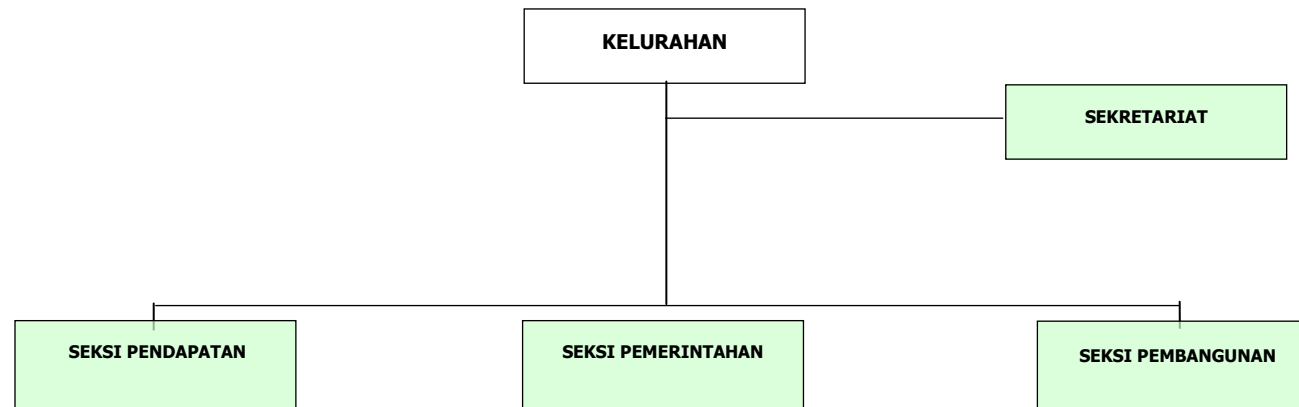 KELURAHAN
SEKRETARIAT
SEKSI PENDAPATAN
SEKSI PEMERINTAHAN
SEKSI PEMBANGUNAN